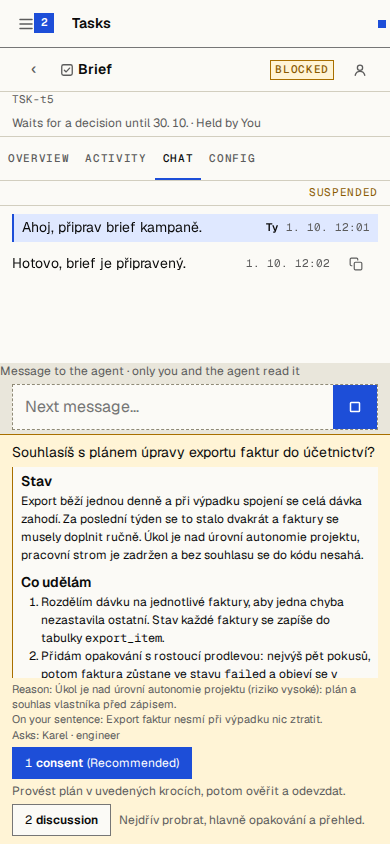 2 Tasks
Brief BLOCKED
TSK-t5
Waits for a decision until 30. 10. · Held by You
OVERVIEW ACTIVITY CHAT CONFIG
SUSPENDED
Ahoj, připrav brief kampaně. Ty 1. 10. 12:01
Hotovo, brief je připravený. 1. 10. 12:02
Message to the agent · only you and the agent read it
Next message…
Souhlasíš s plánem úpravy exportu faktur do účetnictví?
Stav
Export běží jednou denně a při výpadku spojení se celá dávka
zahodí. Za poslední týden se to stalo dvakrát a faktury se
musely doplnit ručně. Úkol je nad úrovní autonomie projektu,
pracovní strom je zadržen a bez souhlasu se do kódu nesahá.
Co udělám
1. Rozdělím dávku na jednotlivé faktury, aby jedna chyba
nezastavila ostatní. Stav každé faktury se zapíše do
tabulky export_item.
2. Přidám opakování s rostoucí prodlevou: nejvýš pět pokusů,
potom faktura zůstane ve stavu failed a objeví se v
Reason: Úkol je nad úrovní autonomie projektu (riziko vysoké): plán a
souhlas vlastníka před zápisem.
On your sentence: Export faktur nesmí při výpadku nic ztratit.
Asks: Karel · engineer
1 consent (Recommended)
Provést plán v uvedených krocích, potom ověřit a odevzdat.
2 discussion Nejdřív probrat, hlavně opakování a přehled.